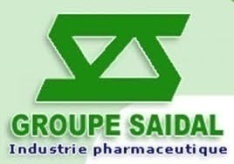 GROUPE SAIDAL
Industrie pharmaceutique